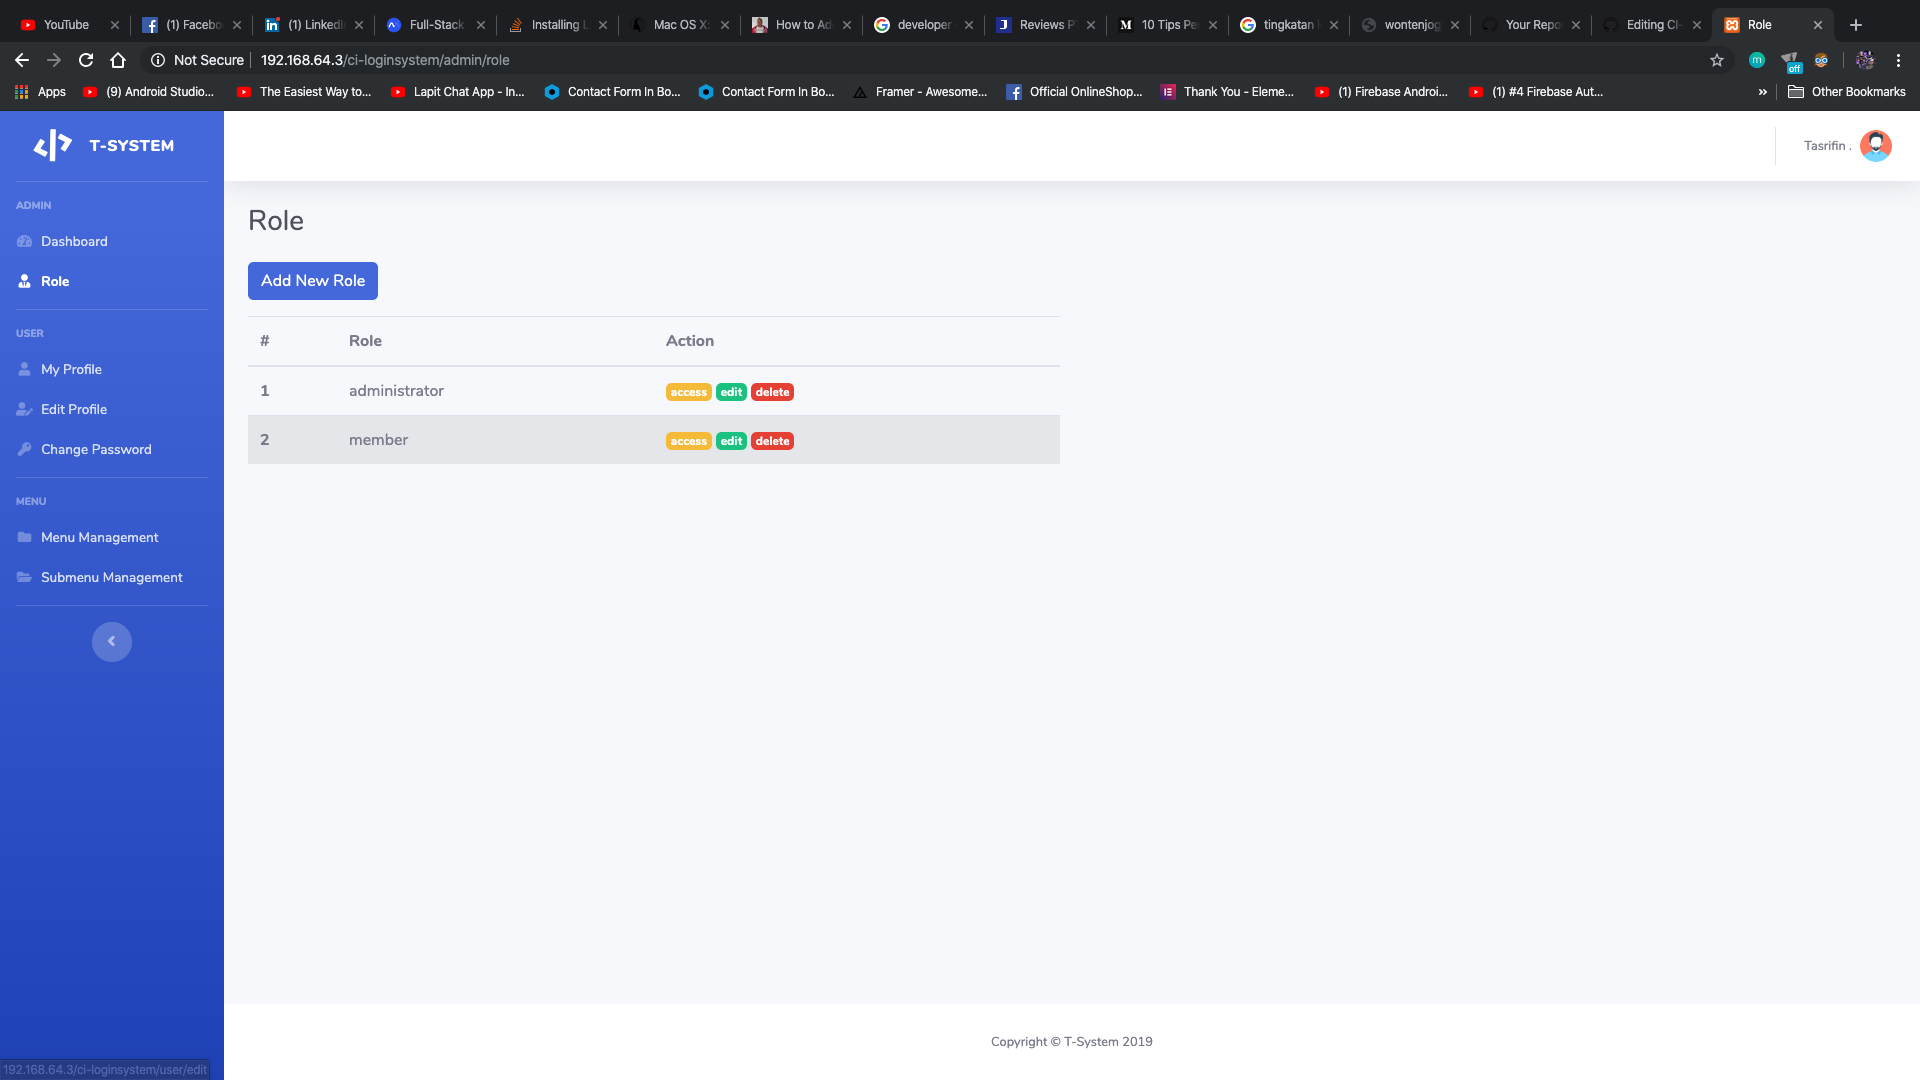 YouTube
(1) Facebo
(1) LinkedI
Full-Stack
Installing L
Mac OS X:
How to Ad
developer
Reviews P
10 Tips Pe
tingkatan
wontenjog
Your Repo
Editing CI-
Role
Not Secure
192.168.64.3/ci-loginsystem/admin/role
m
off
Apps
(9) Android Studio...
The Easiest Way to...
Lapit Chat App - In...
Contact Form In Bo...
Contact Form In Bo...
Framer - Awesome...
Official OnlineShop...
Thank You - Eleme...
(1) Firebase Androi...
(1) #4 Firebase Aut...
»
Other Bookmarks
T-SYSTEM
Tasrifin .
ADMIN
Dashboard
Role
USER
My Profile
Edit Profile
Change Password
MENU
Menu Management
Submenu Management
Role
Add New Role
# Role Action
1 administrator access edit delete
2 member access edit delete
Copyright © T-System 2019
192.168.64.3/ci-loginsystem/user/edit